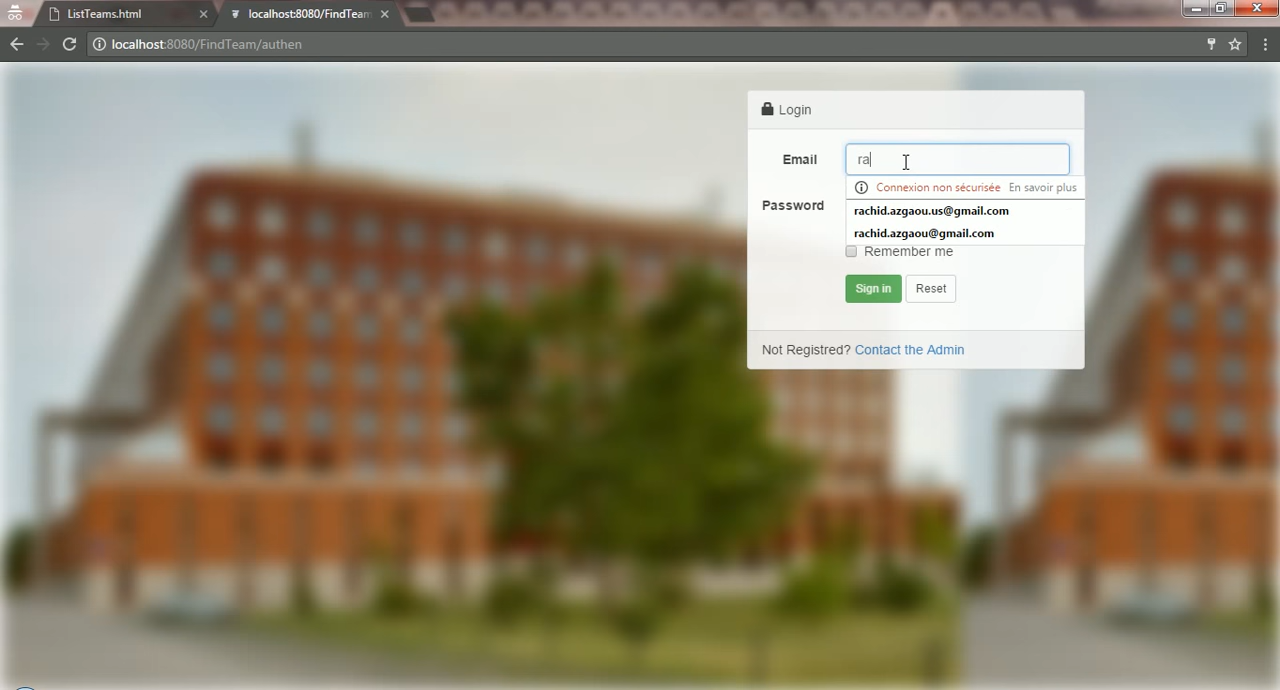 ListTeams.html
localhost:8080/FindTeam
localhost:8080/FindTeam/authen
Login
Email
ra
Connexion non sécurisée En savoir plus
rachid.azgaou.us@gmail.com
rachid.azgaou@gmail.com
Password
Remember me
Sign in
Reset
Not Registred? Contact the Admin